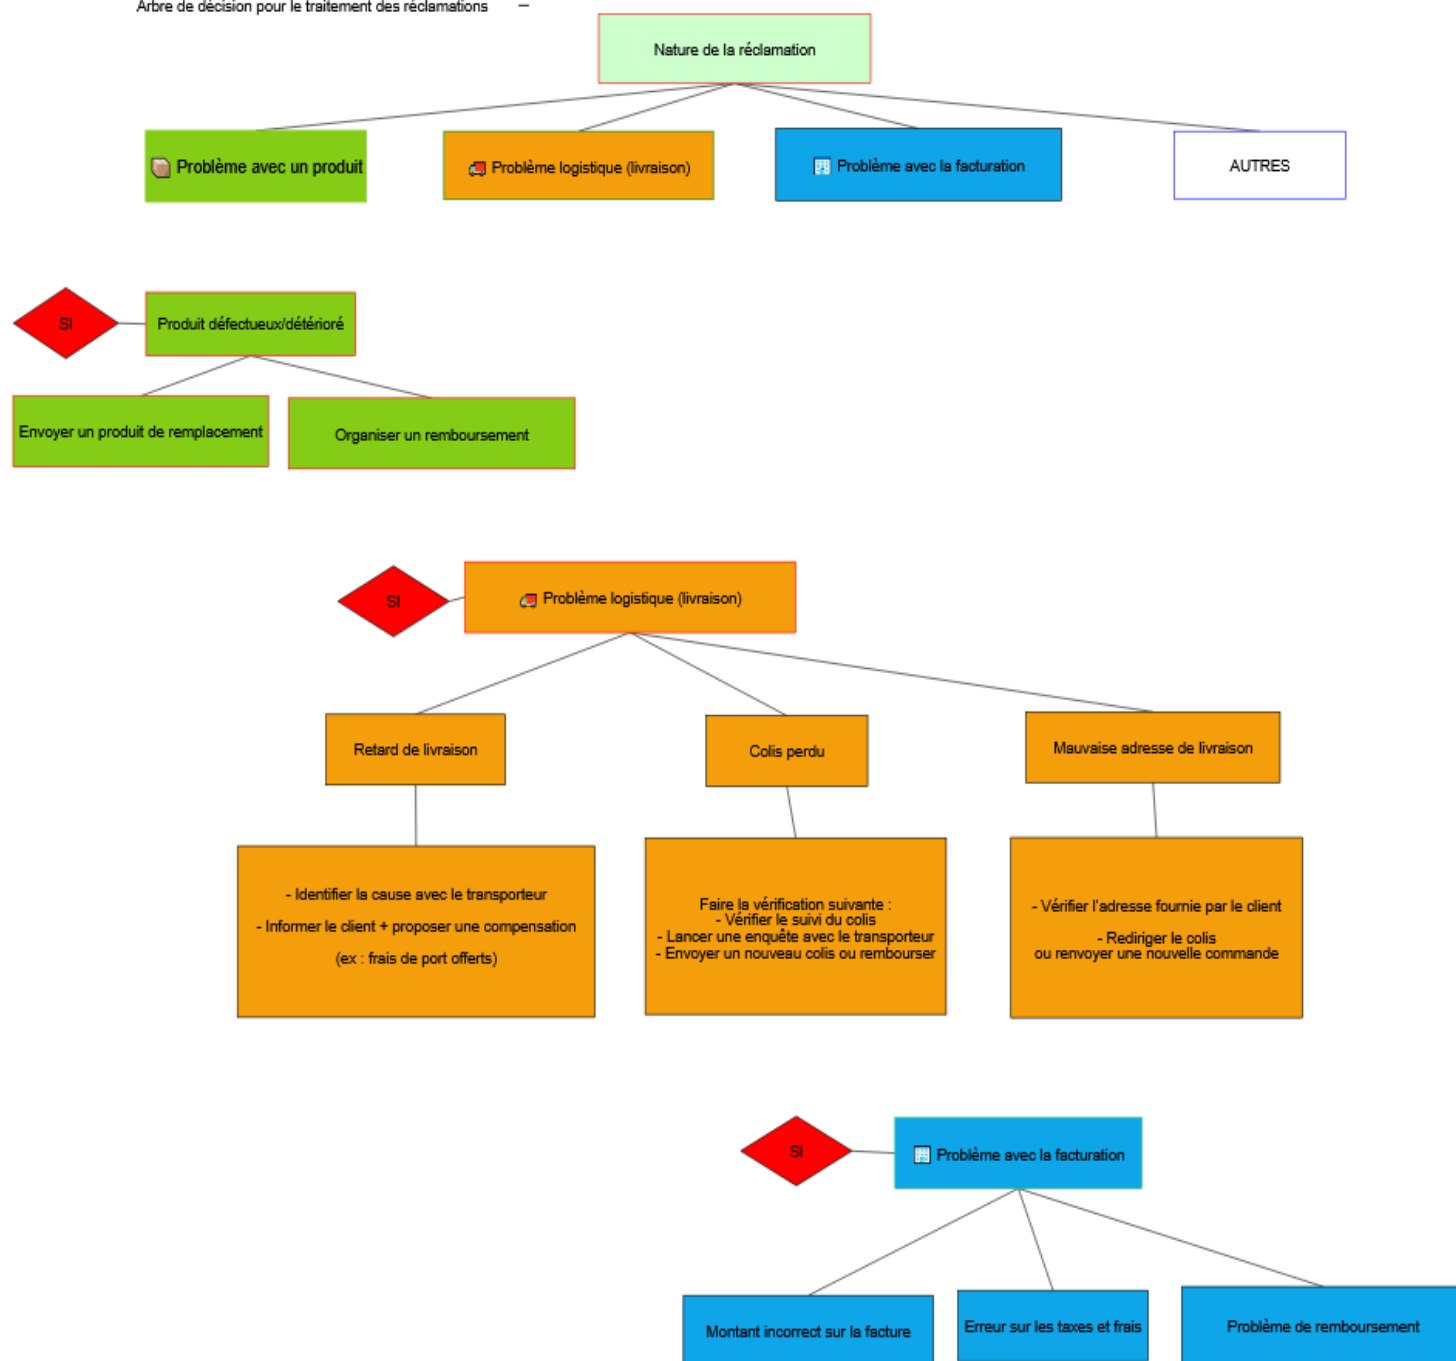 Arbre de décision pour le traitement des réclamations –
Nature de la réclamation
Problème avec un produit
Problème logistique (livraison)
Problème avec la facturation
AUTRES
SI
Produit défectueux/détérioré
Envoyer un produit de remplacement
Organiser un remboursement
SI
Problème logistique (livraison)
Retard de livraison
Colis perdu
Mauvaise adresse de livraison
- Identifier la cause avec le transporteur
- Informer le client + proposer une compensation
(ex : frais de port offerts)
Faire la vérification suivante :
- Vérifier le suivi du colis
- Lancer une enquête avec le transporteur
- Envoyer un nouveau colis ou rembourser
- Vérifier l'adresse fournie par le client
- Rediriger le colis
ou renvoyer une nouvelle commande
SI
Problème avec la facturation
Montant incorrect sur la facture
Erreur sur les taxes et frais
Problème de remboursement